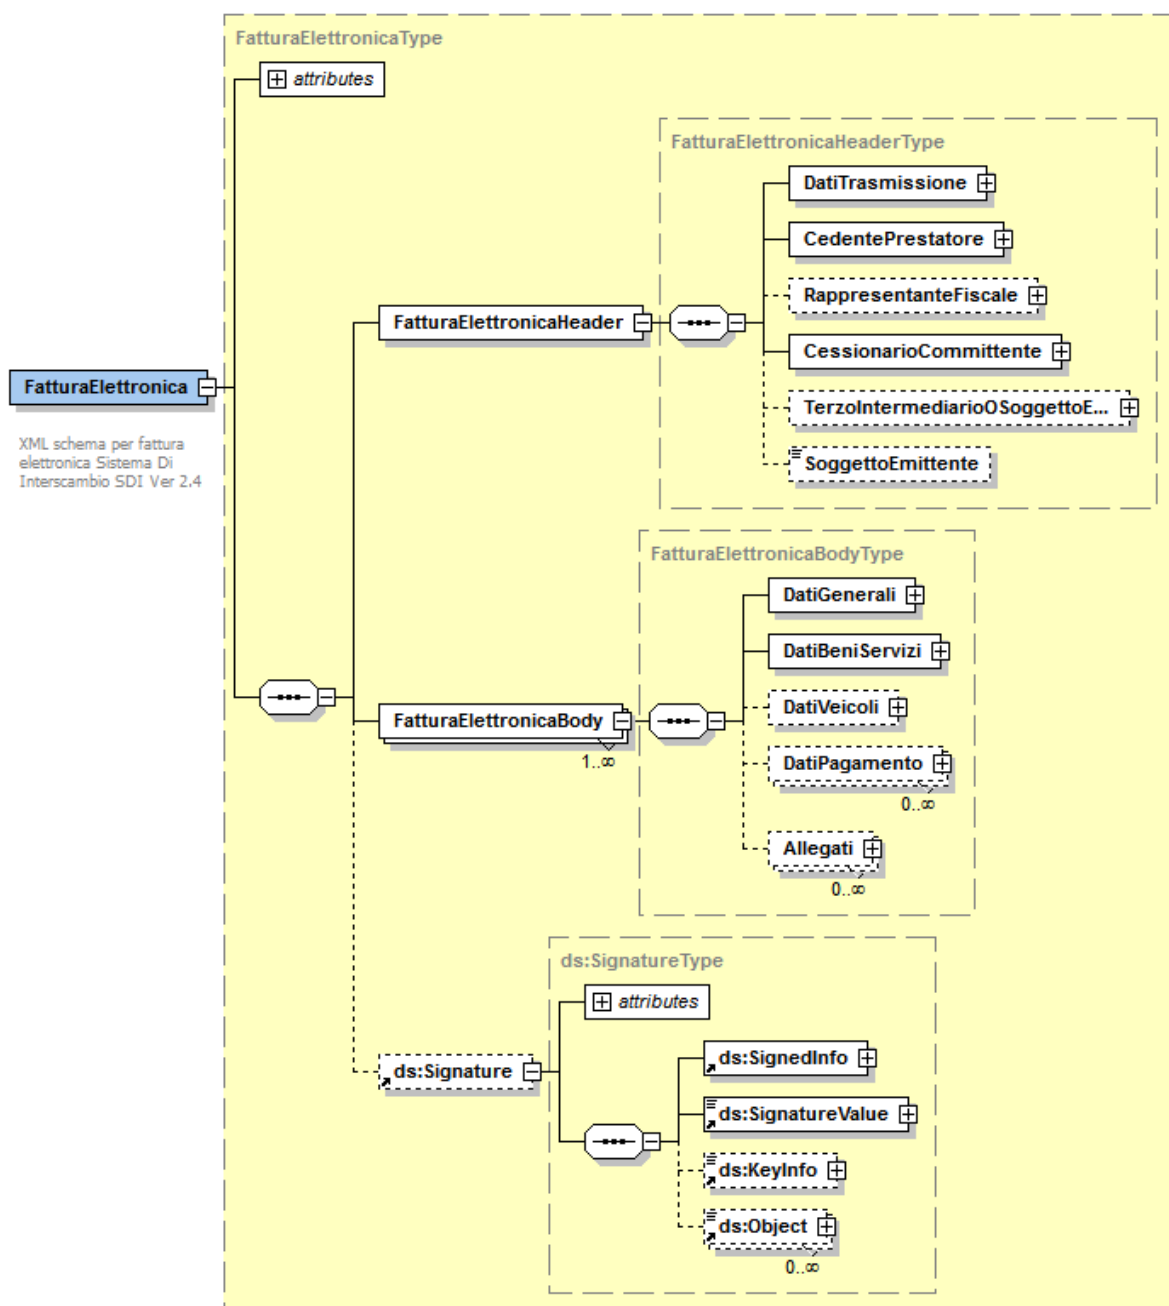 FatturaElettronicaType
attributes
FatturaElettronicaHeaderType
DatiTrasmissione
CedentePrestatore
RappresentanteFiscale
FatturaElettronicaHeader
CessionarioCommittente
FatturaElettronica
TerzoIntermediarioOSoggettoE...
XML schema per fattura
elettronica Sistema Di
Interscambio SDI Ver 2.4
SoggettoEmittente
FatturaElettronicaBodyType
DatiGenerali
DatiBeniServizi
DatiVeicoli
FatturaElettronicaBody
1..∞
DatiPagamento
0..∞
Allegati
0..∞
ds:SignatureType
attributes
ds:SignedInfo
ds:Signature
ds:SignatureValue
ds:KeyInfo
ds:Object
0..∞